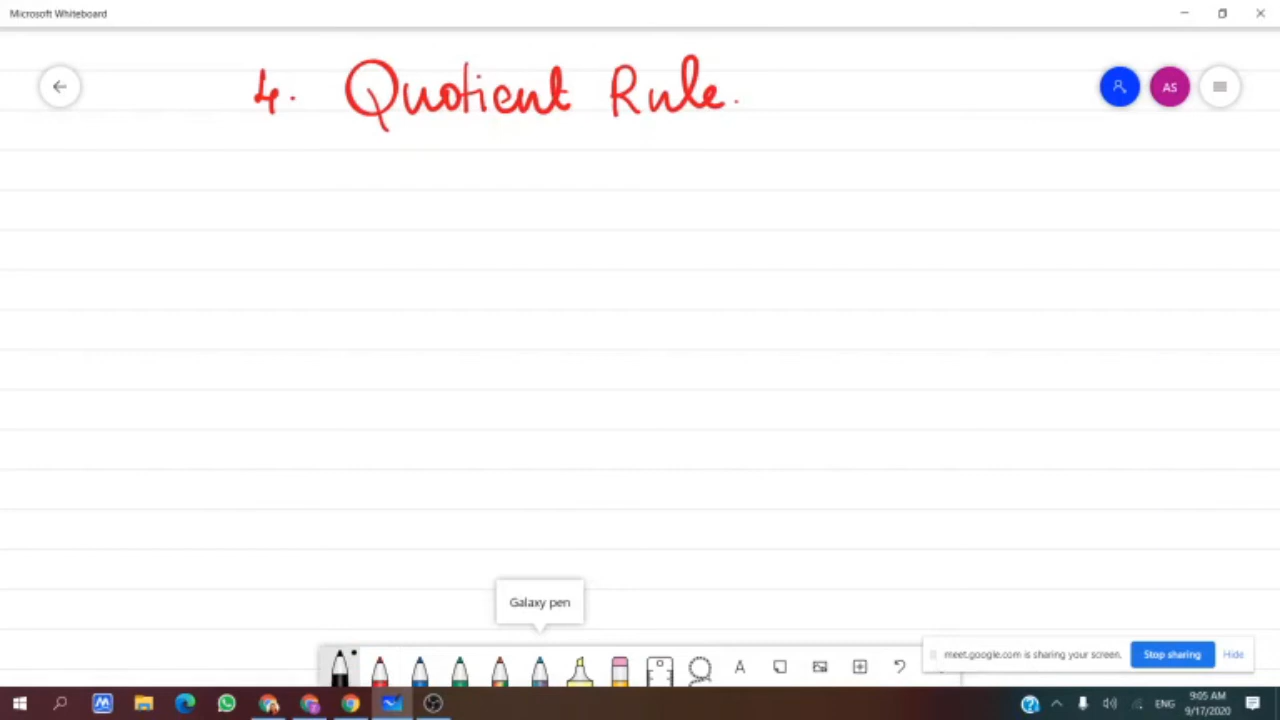 Microsoft Whiteboard
4. Quotient Rule.
AS
Galaxy pen
A
meet.google.com is sharing your screen.
Stop sharing
Hide
ENG
9:05 AM
9/17/2020